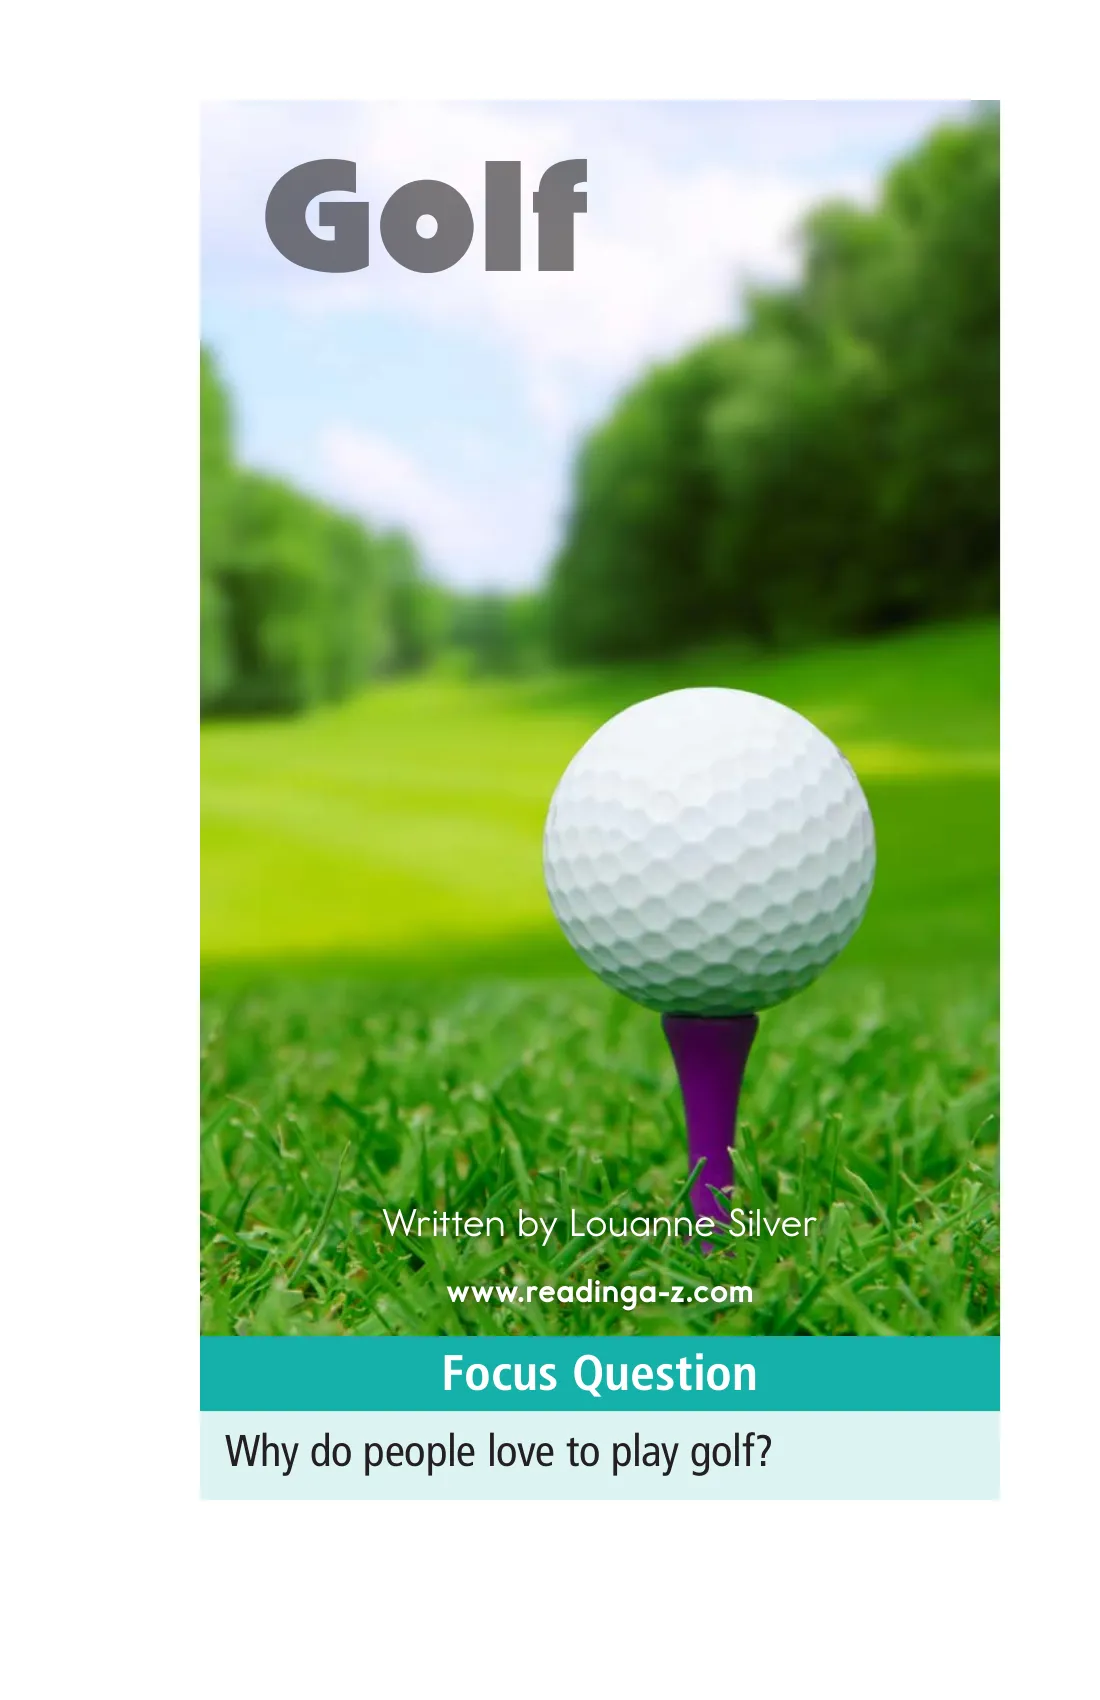 Golf
Written by Louanne Silver
www.readinga-z.com
Focus Question
Why do people love to play golf?